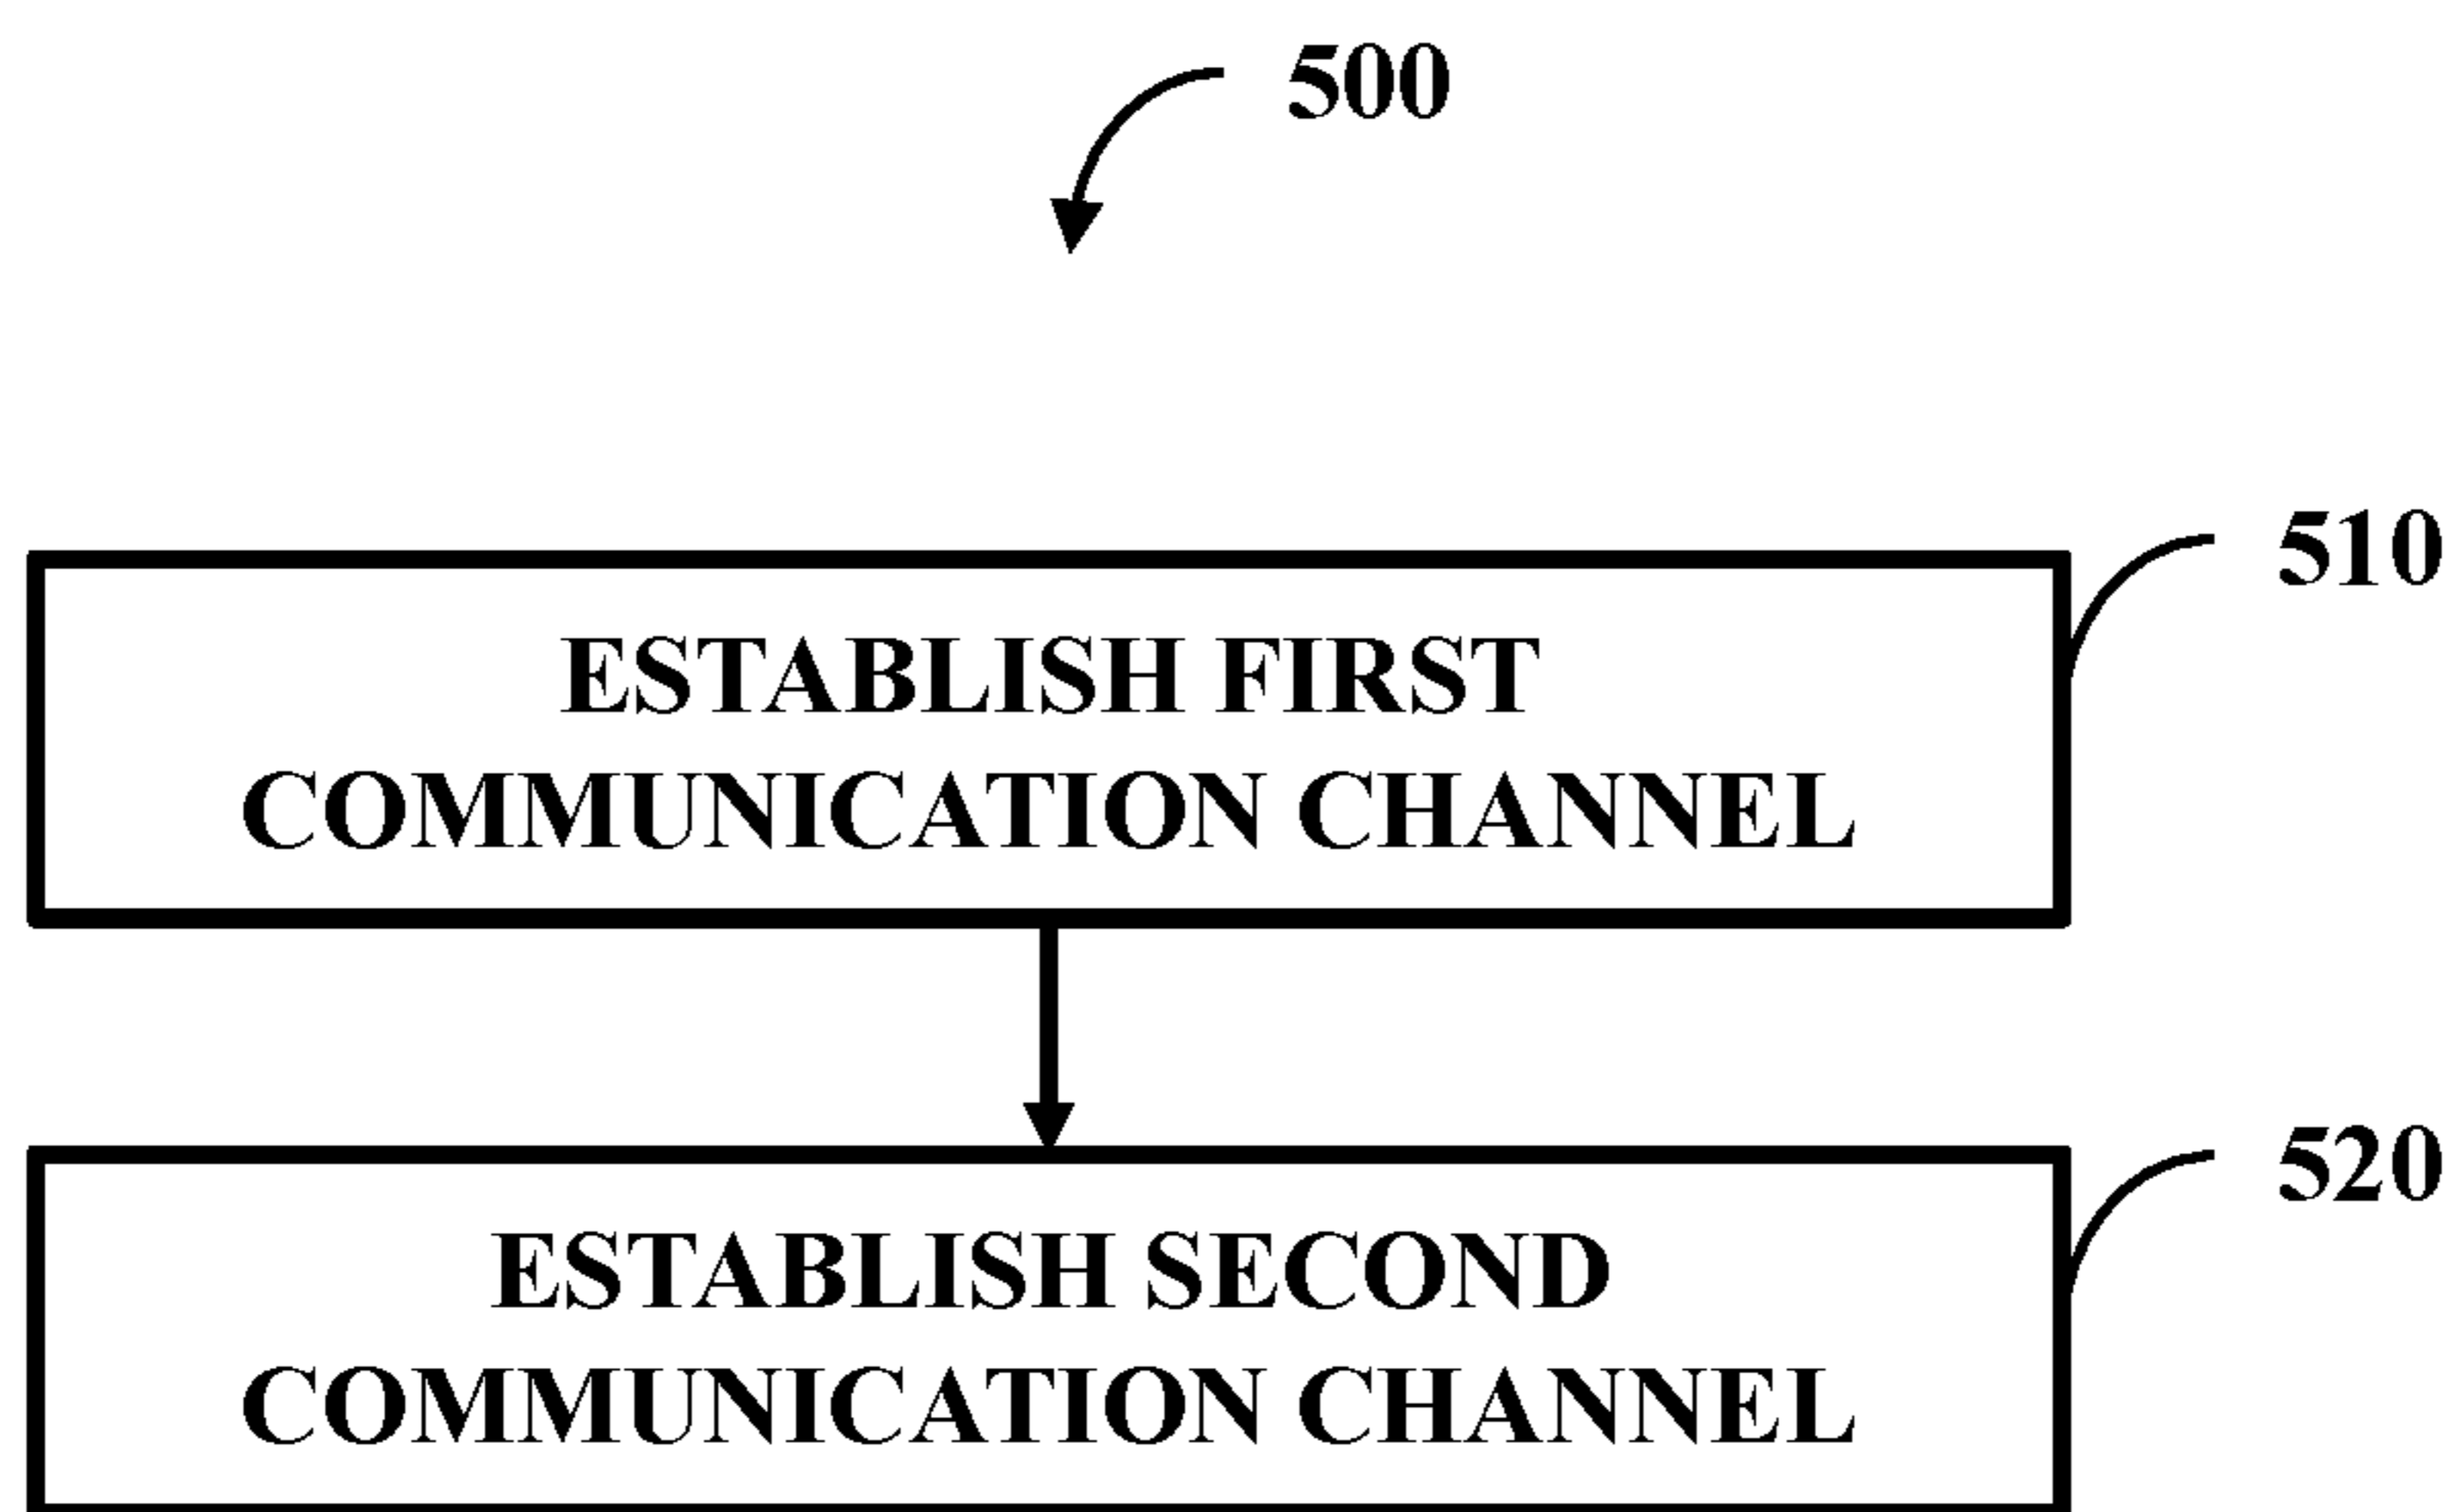 500
510
ESTABLISH FIRST
COMMUNICATION CHANNEL
520
ESTABLISH SECOND
COMMUNICATION CHANNEL